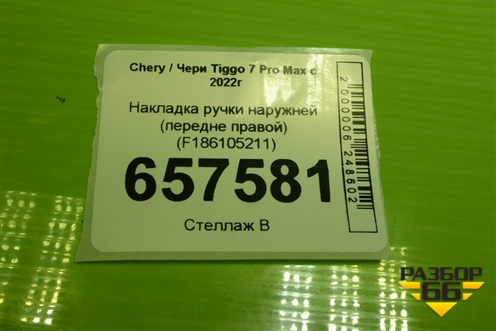 Chery / Чери Tiggo 7 Pro Max с
2022г
Накладка ручки наружней
(передне правой)
(F186105211)
657581
Стеллаж В
2000006248602
РАЗБОР
66